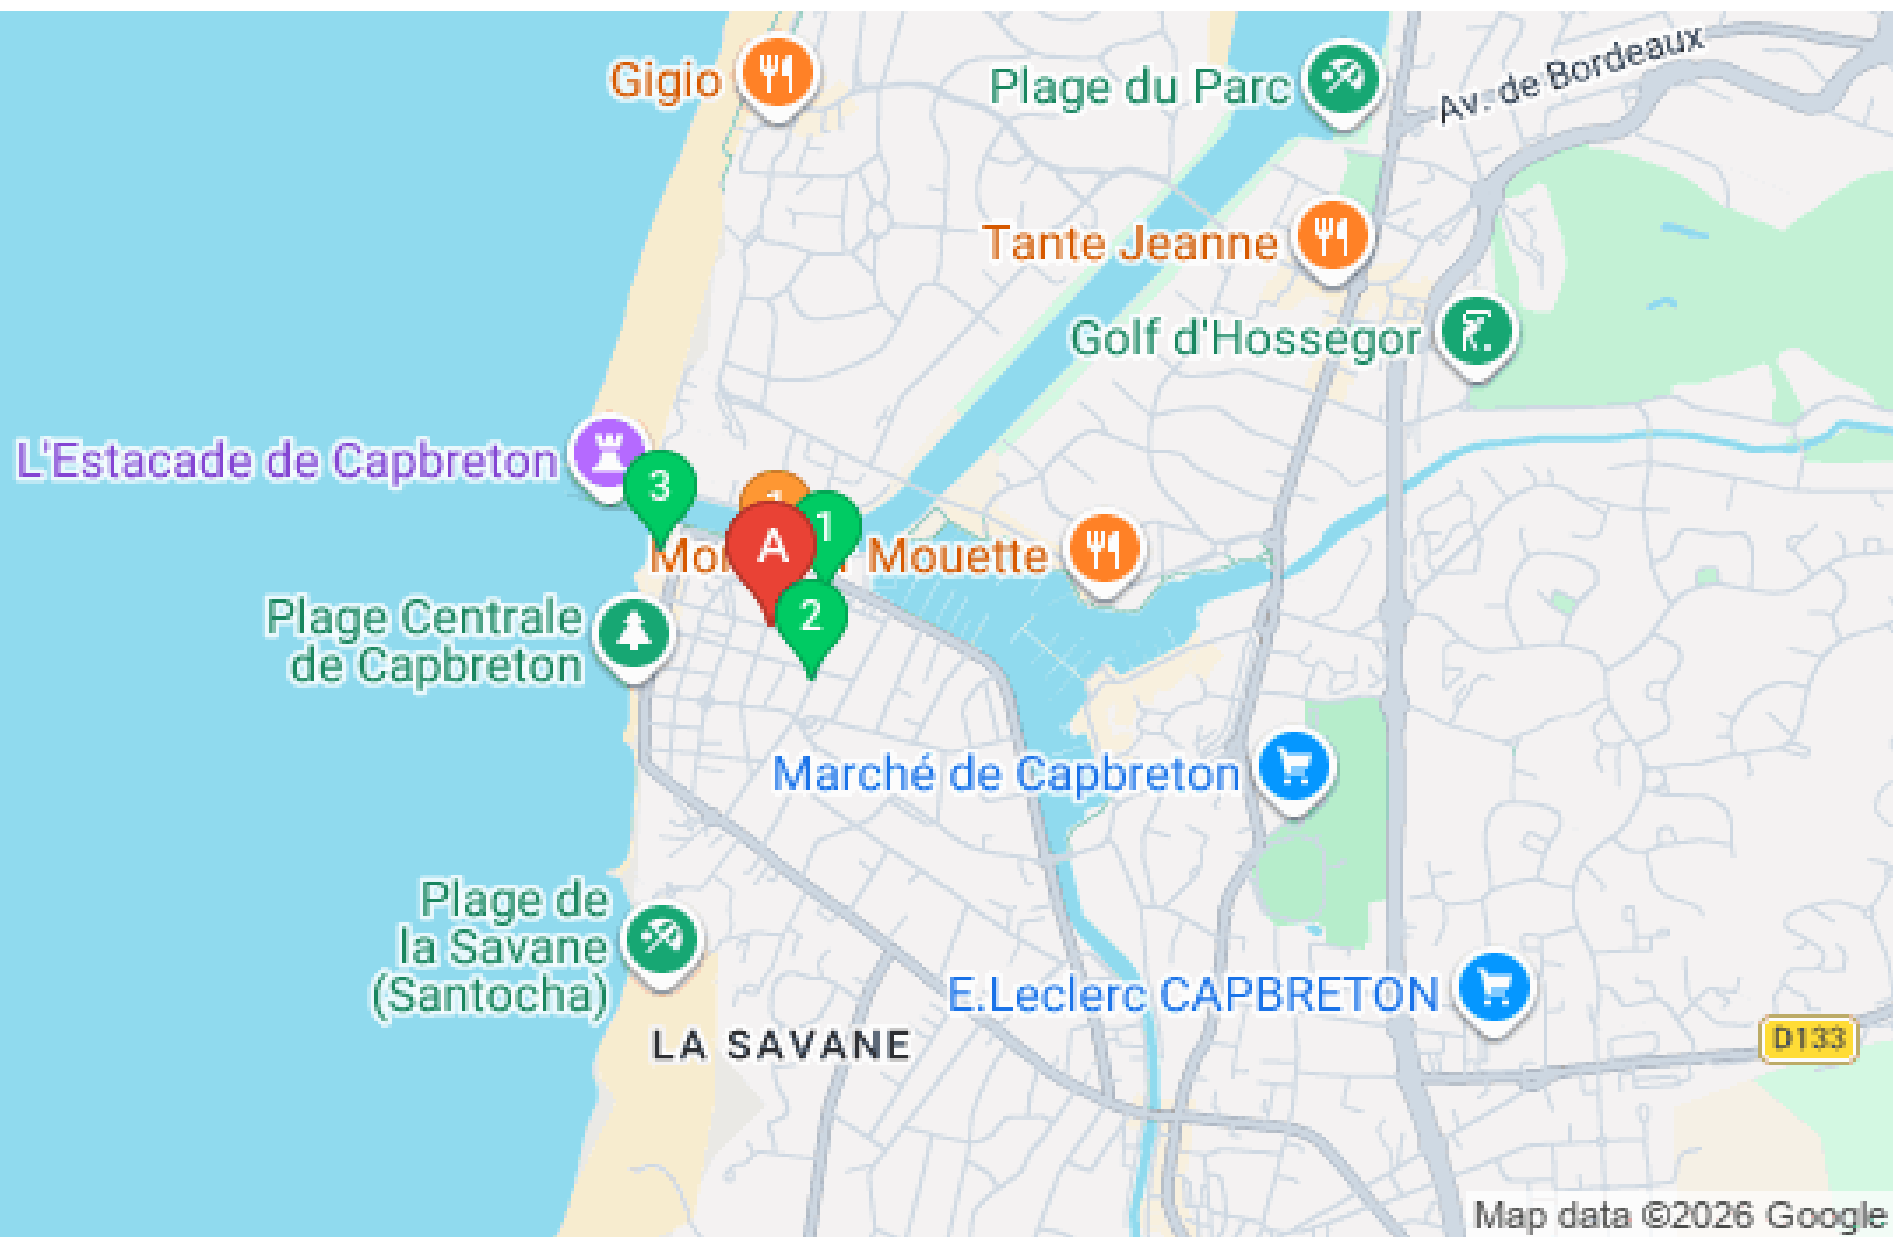 Gigio
Plage du Parc
Av. de Bordeaux
Tante Jeanne
Golf d'Hossegor
L'Estacade de Capbreton
3
1
A
1
Mouette
2
Plage Centrale
de Capbreton
Marché de Capbreton
Plage de
la Savane
(Santocha)
E.Leclerc CAPBRETON
LA SAVANE
D133
Map data ©2026 Google